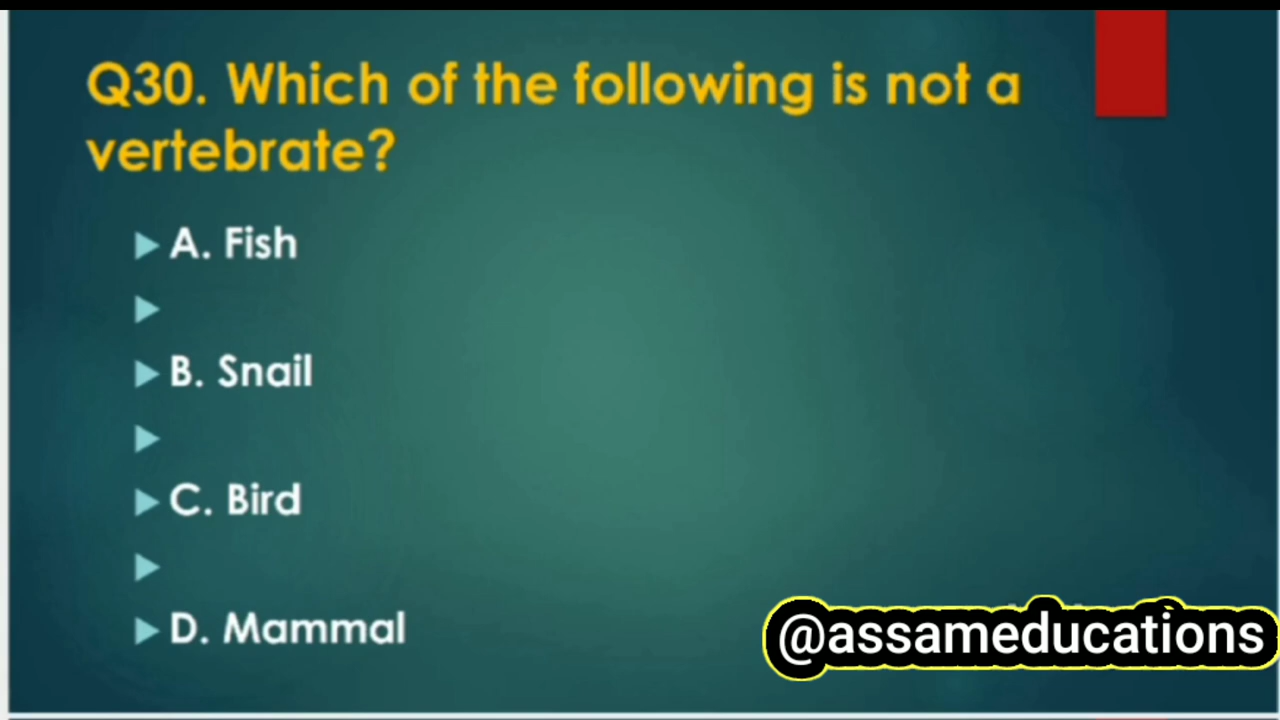 Q30. Which of the following is not a
vertebrate?
A. Fish
B. Snail
C. Bird
D. Mammal
@assameducations